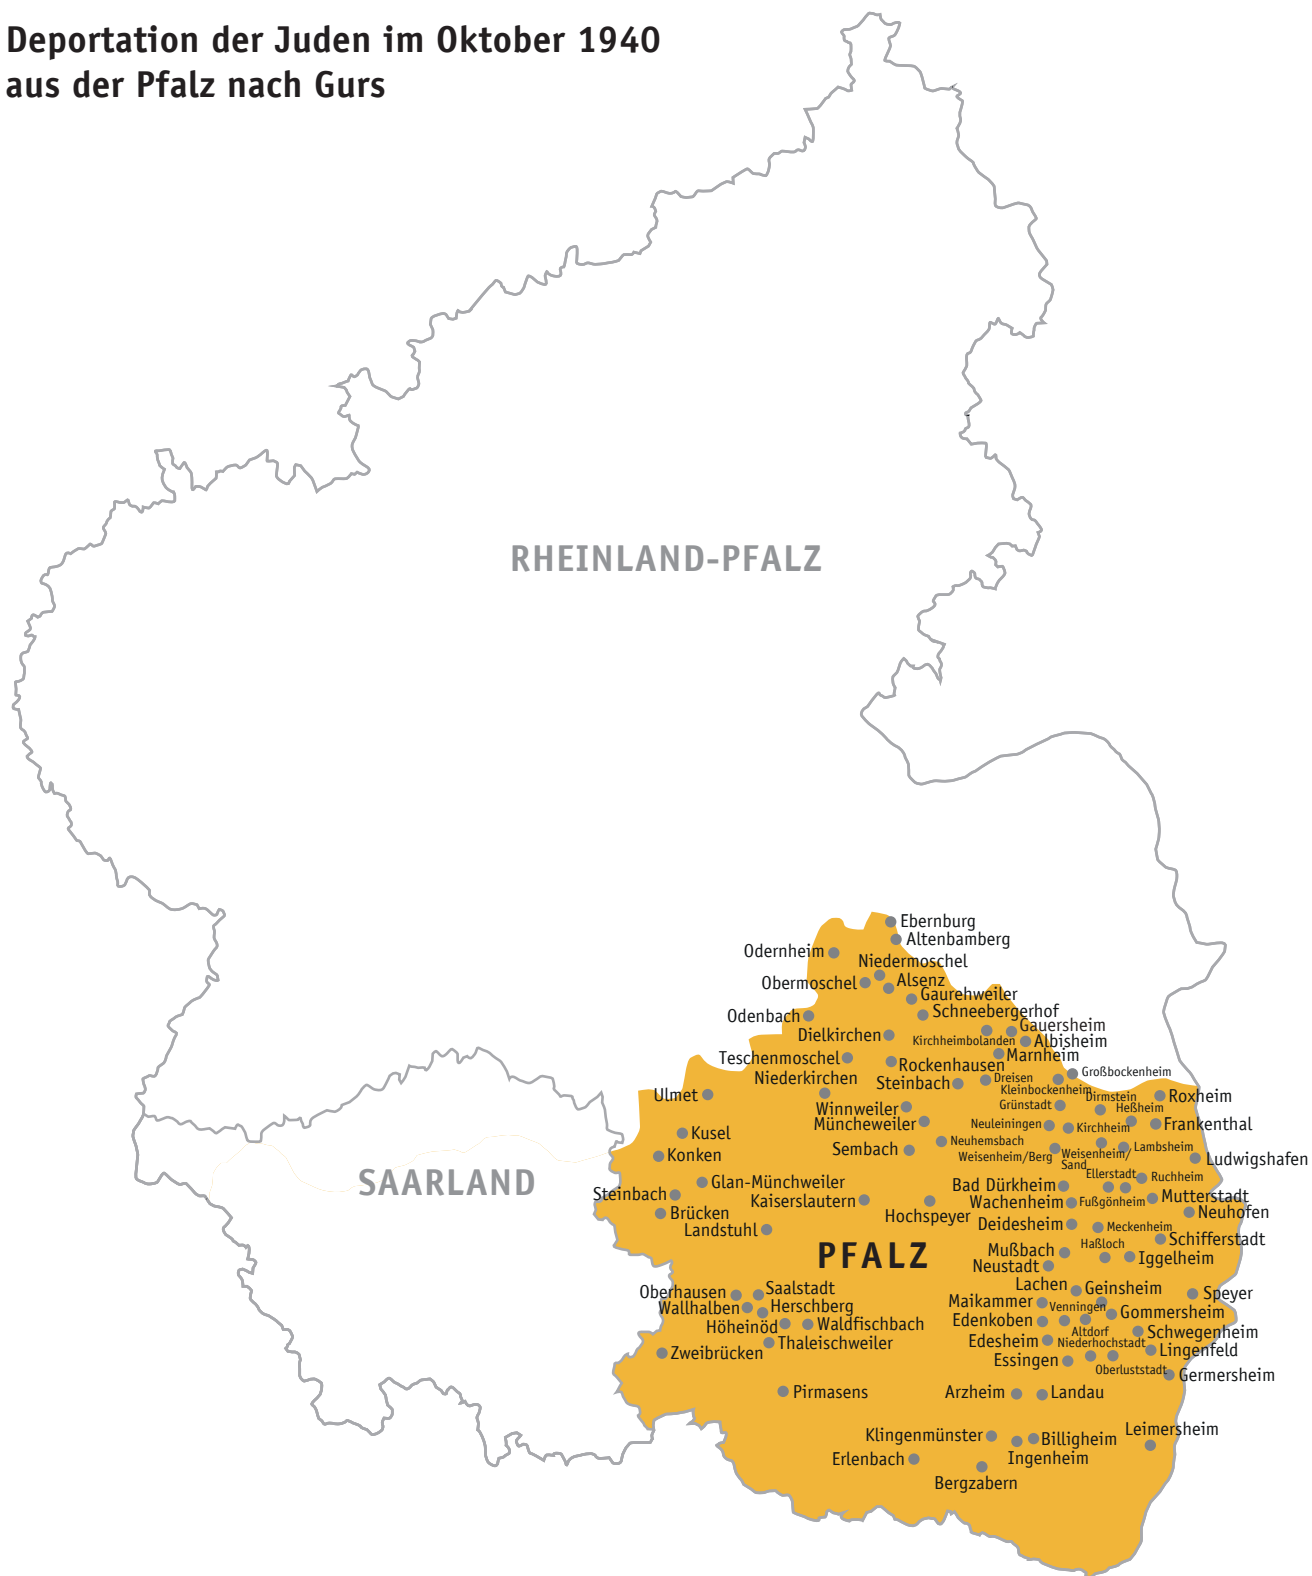 Deportation der Juden im Oktober 1940
aus der Pfalz nach Gurs
RHEINLAND-PFALZ
SAARLAND
PFALZ
Ebernburg
Altenbamberg
Odernheim
Niedermoschel
Obermoschel
Alsenz
Gaurehweiler
Odenbach
Schneebergerhof
Gauersheim
Dielkirchen
Kirchheimbolanden
Albisheim
Teschenmoschel
Marnheim
Rockenhausen
Großbockenheim
Niederkirchen
Steinbach
Dreisen
Kleinbockenheim
Ulmet
Dirmstein
Roxheim
Winnweiler
Grünstadt
Heßheim
Müncheweiler
Neuleiningen
Kirchheim
Frankenthal
Kusel
Neuhemsbach
Sembach
Lambsheim
Konken
Weisenheim/Berg
Weisenheim/
Sand
Ludwigshafen
Ellerstadt
Ruchheim
Glan-Münchweiler
Bad Dürkheim
Steinbach
Kaiserslautern
Wachenheim
Fußgönheim
Mutterstadt
Brücken
Hochspeyer
Neuhofen
Landstuhl
Deidesheim
Meckenheim
Schifferstadt
Mußbach
Haßloch
Iggelheim
Neustadt
Lachen
Geinsheim
Oberhausen
Saalstadt
Speyer
Wallhalben
Herschberg
Maikammer
Venningen
Gommersheim
Höheinöd
Waldfischbach
Edenkoben
Altdorf
Schwegenheim
Thaleischweiler
Edesheim
Niederhochstadt
Lingenfeld
Zweibrücken
Essingen
Oberluststadt
Germersheim
Pirmasens
Arzheim
Landau
Leimersheim
Klingenmünster
Billigheim
Erlenbach
Ingenheim
Bergzabern